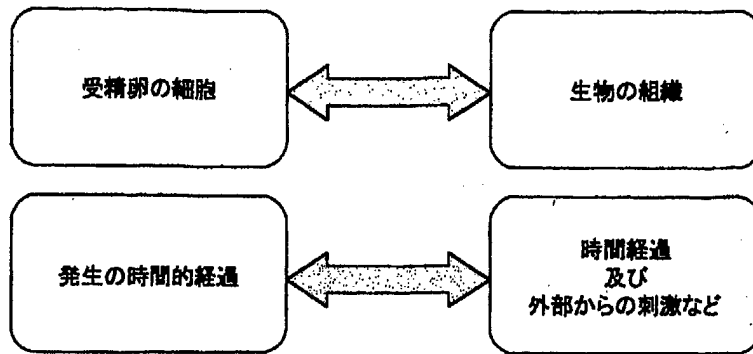 受精卵の細胞
生物の組織
発生の時間的経過
時間経過
及び
外部からの刺激など